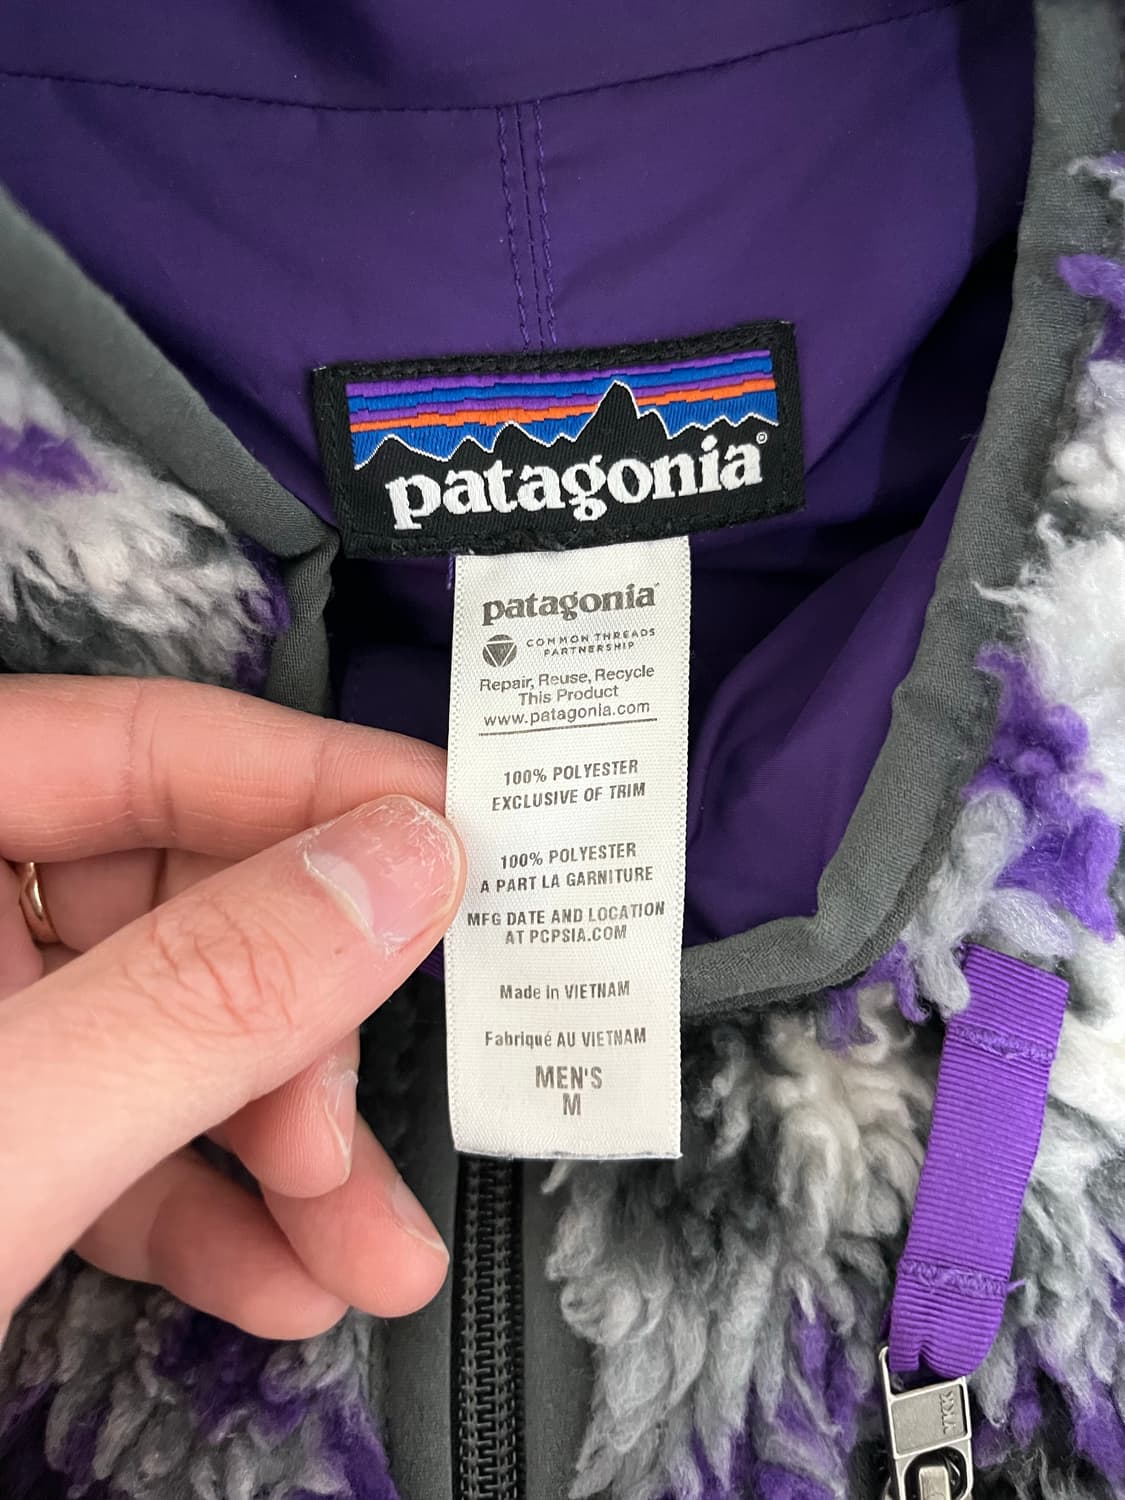 patagonia®
patagonia
COMMON THREADS
PARTNERSHIP
Repair, Reuse, Recycle
This Product
www.patagonia.com
100% POLYESTER
EXCLUSIVE OF TRIM
100% POLYESTER
A PART LA GARNITURE
MFG DATE AND LOCATION
AT PCPSIA.COM
Made in VIETNAM
Fabriqué AU VIETNAM
MEN'S
M
YKK